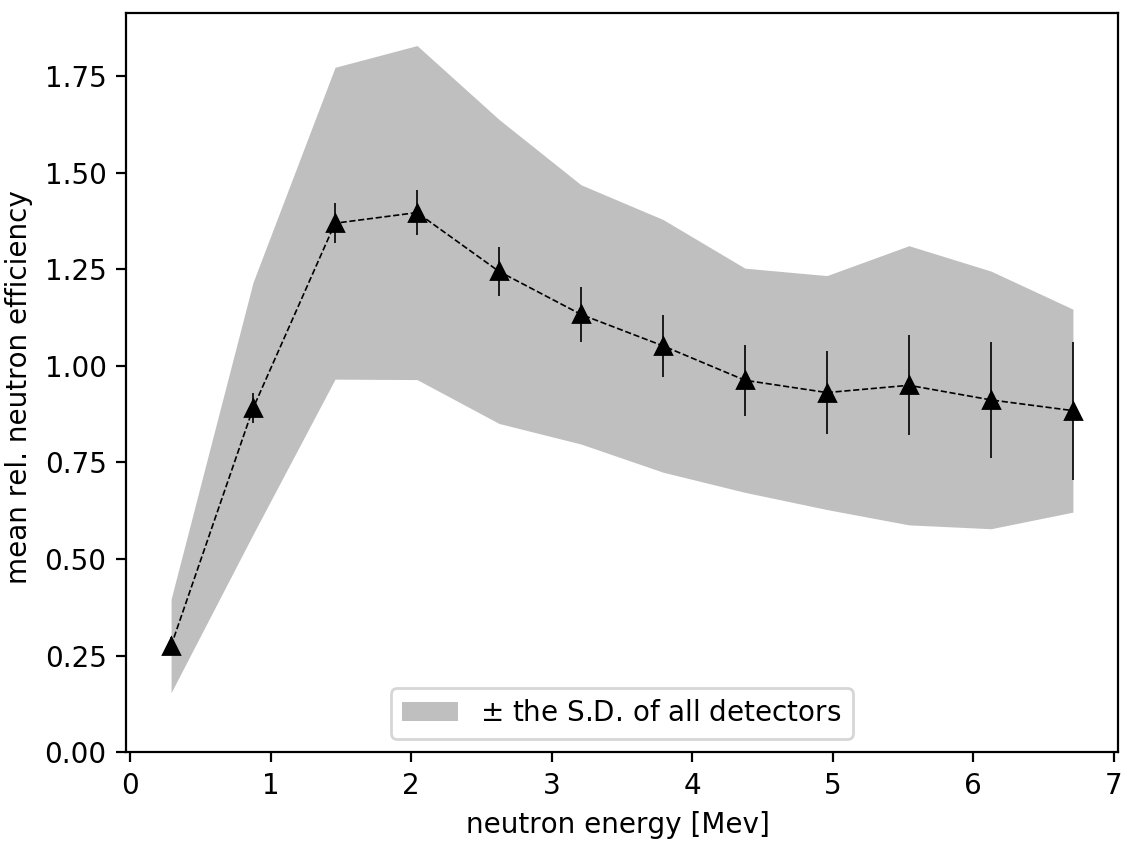 1.75
1.50
1.25
1.00
0.75
0.50
0.25
0.00
mean rel. neutron efficiency
± the S.D. of all detectors
0 1 2 3 4 5 6 7
neutron energy [Mev]